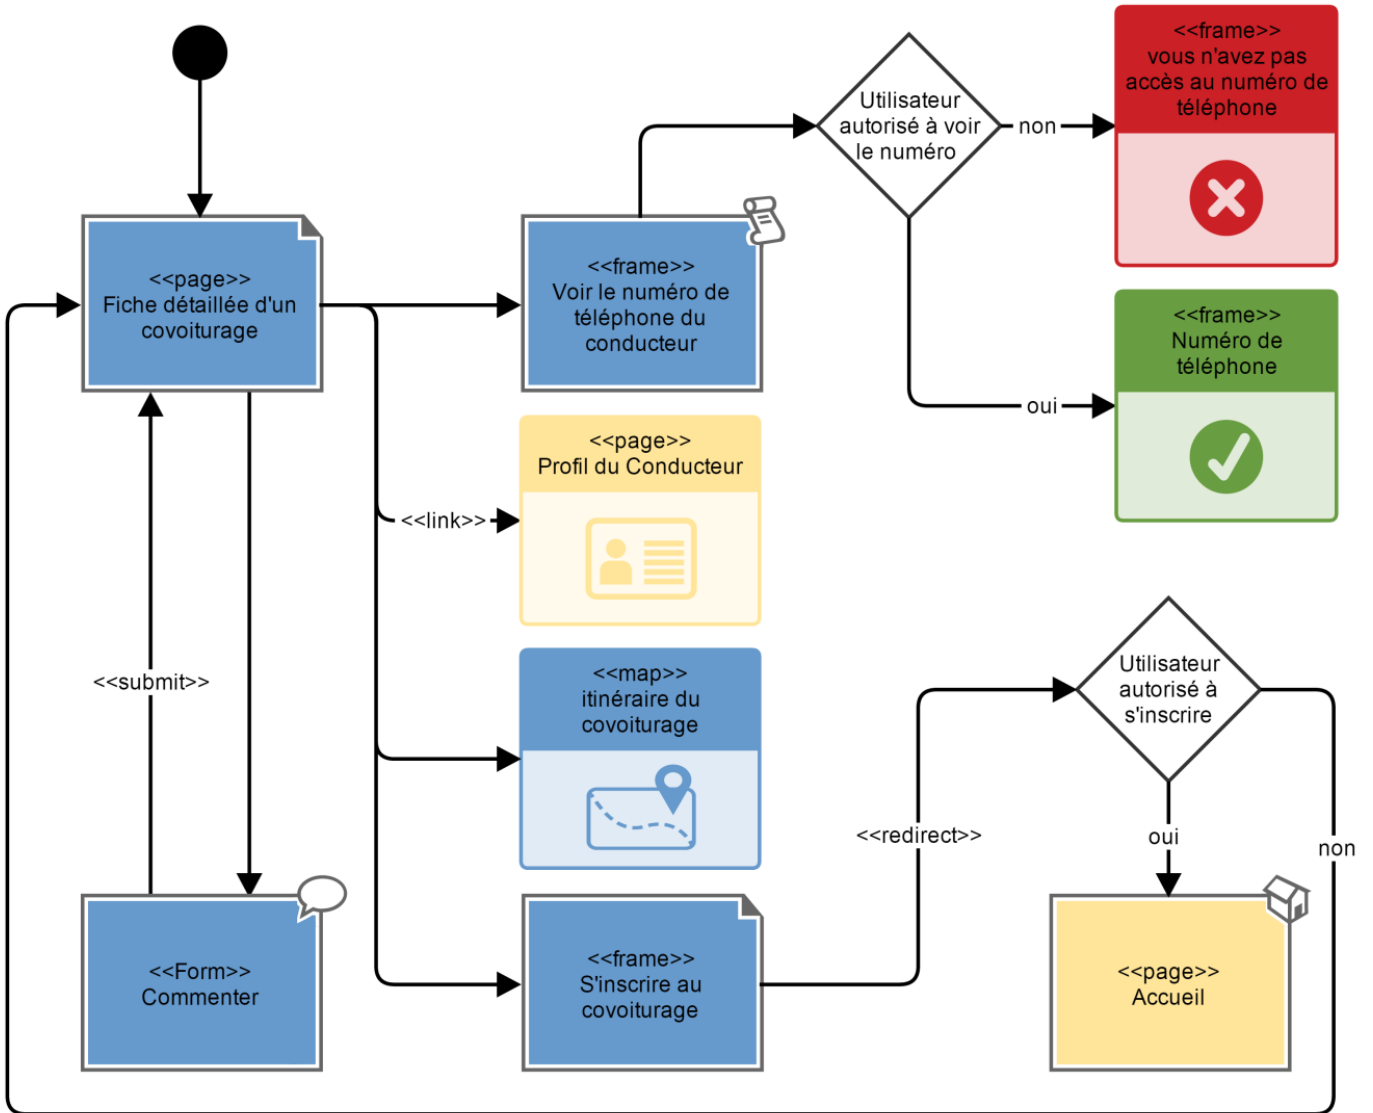 <<frame>>
vous n'avez pas
accès au numéro de
téléphone
Utilisateur
autorisé à voir
le numéro
non
<<page>>
Fiche détaillée d'un
covoiturage
<<frame>>
Voir le numéro de
téléphone du
conducteur
<<frame>>
Numéro de
téléphone
oui
<<page>>
Profil du Conducteur
<<link>>
<<submit>>
<<map>>
itinéraire du
covoiturage
Utilisateur
autorisé à
s'inscrire
<<redirect>>
oui
non
<<Form>>
Commenter
<<frame>>
S'inscrire au
covoiturage
<<page>>
Accueil